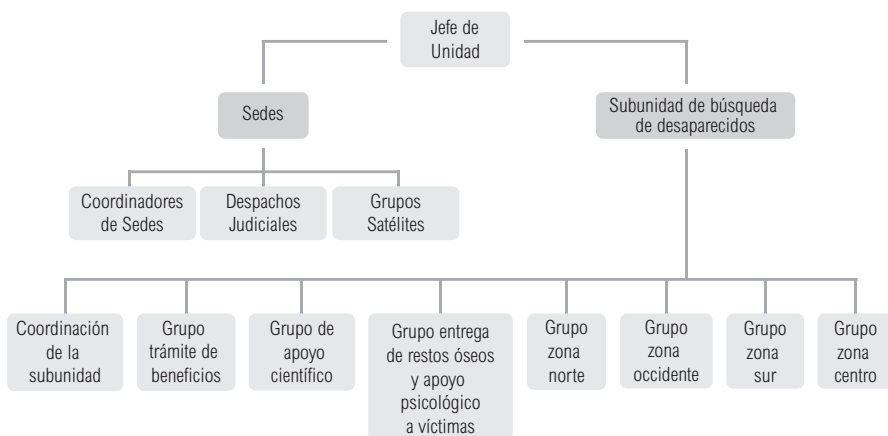 Jefe de
Unidad
Sedes
Subunidad de búsqueda
de desaparecidos
Coordinadores
de Sedes
Despachos
Judiciales
Grupos
Satélites
Coordinación
de la
subunidad
Grupo
trámite de
beneficios
Grupo de
apoyo
científico
Grupo entrega
de restos óseos
y apoyo
psicológico
a víctimas
Grupo
zona
norte
Grupo
zona
occidente
Grupo
zona
sur
Grupo
zona
centro